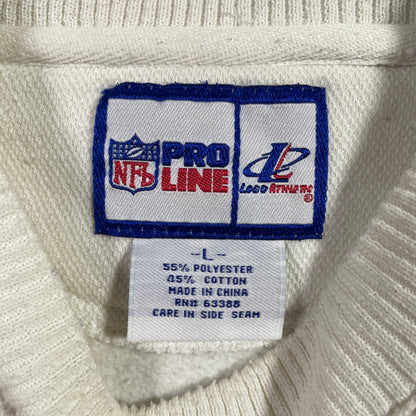 NFL PRO
LINE
LOGO ATHLETIC
®
-L-
55% POLYESTER
45% COTTON
MADE IN CHINA
RN# 63388
CARE IN SIDE SEAM